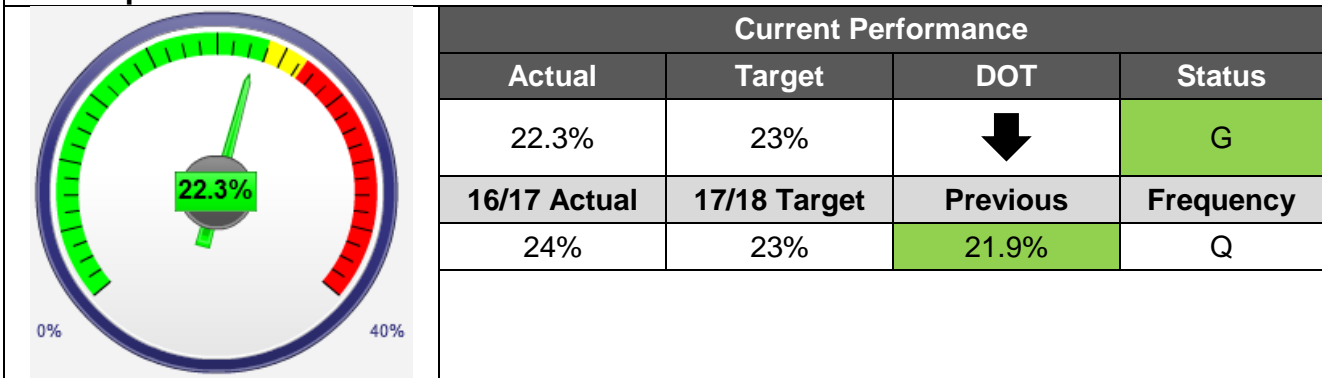 Current Performance
Actual Target DOT Status
22.3% 23% G
16/17 Actual 17/18 Target Previous Frequency
24% 23% 21.9% Q
22.3%
0% 40%